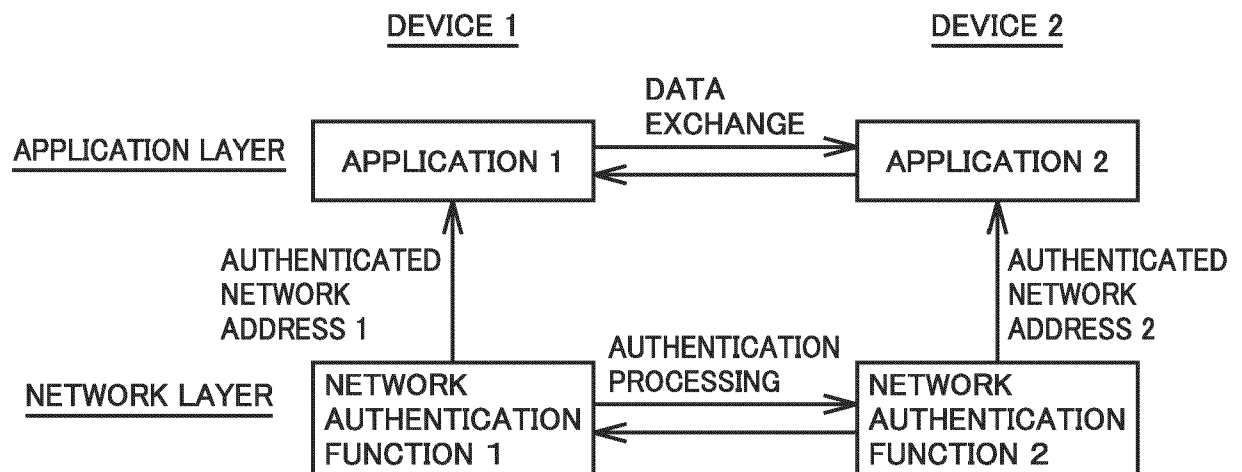 DEVICE 1
DEVICE 2
DATA
EXCHANGE
APPLICATION LAYER
APPLICATION 1
APPLICATION 2
AUTHENTICATED
NETWORK
ADDRESS 1
AUTHENTICATED
NETWORK
ADDRESS 2
AUTHENTICATION
PROCESSING
NETWORK LAYER
NETWORK
AUTHENTICATION
FUNCTION 1
NETWORK
AUTHENTICATION
FUNCTION 2